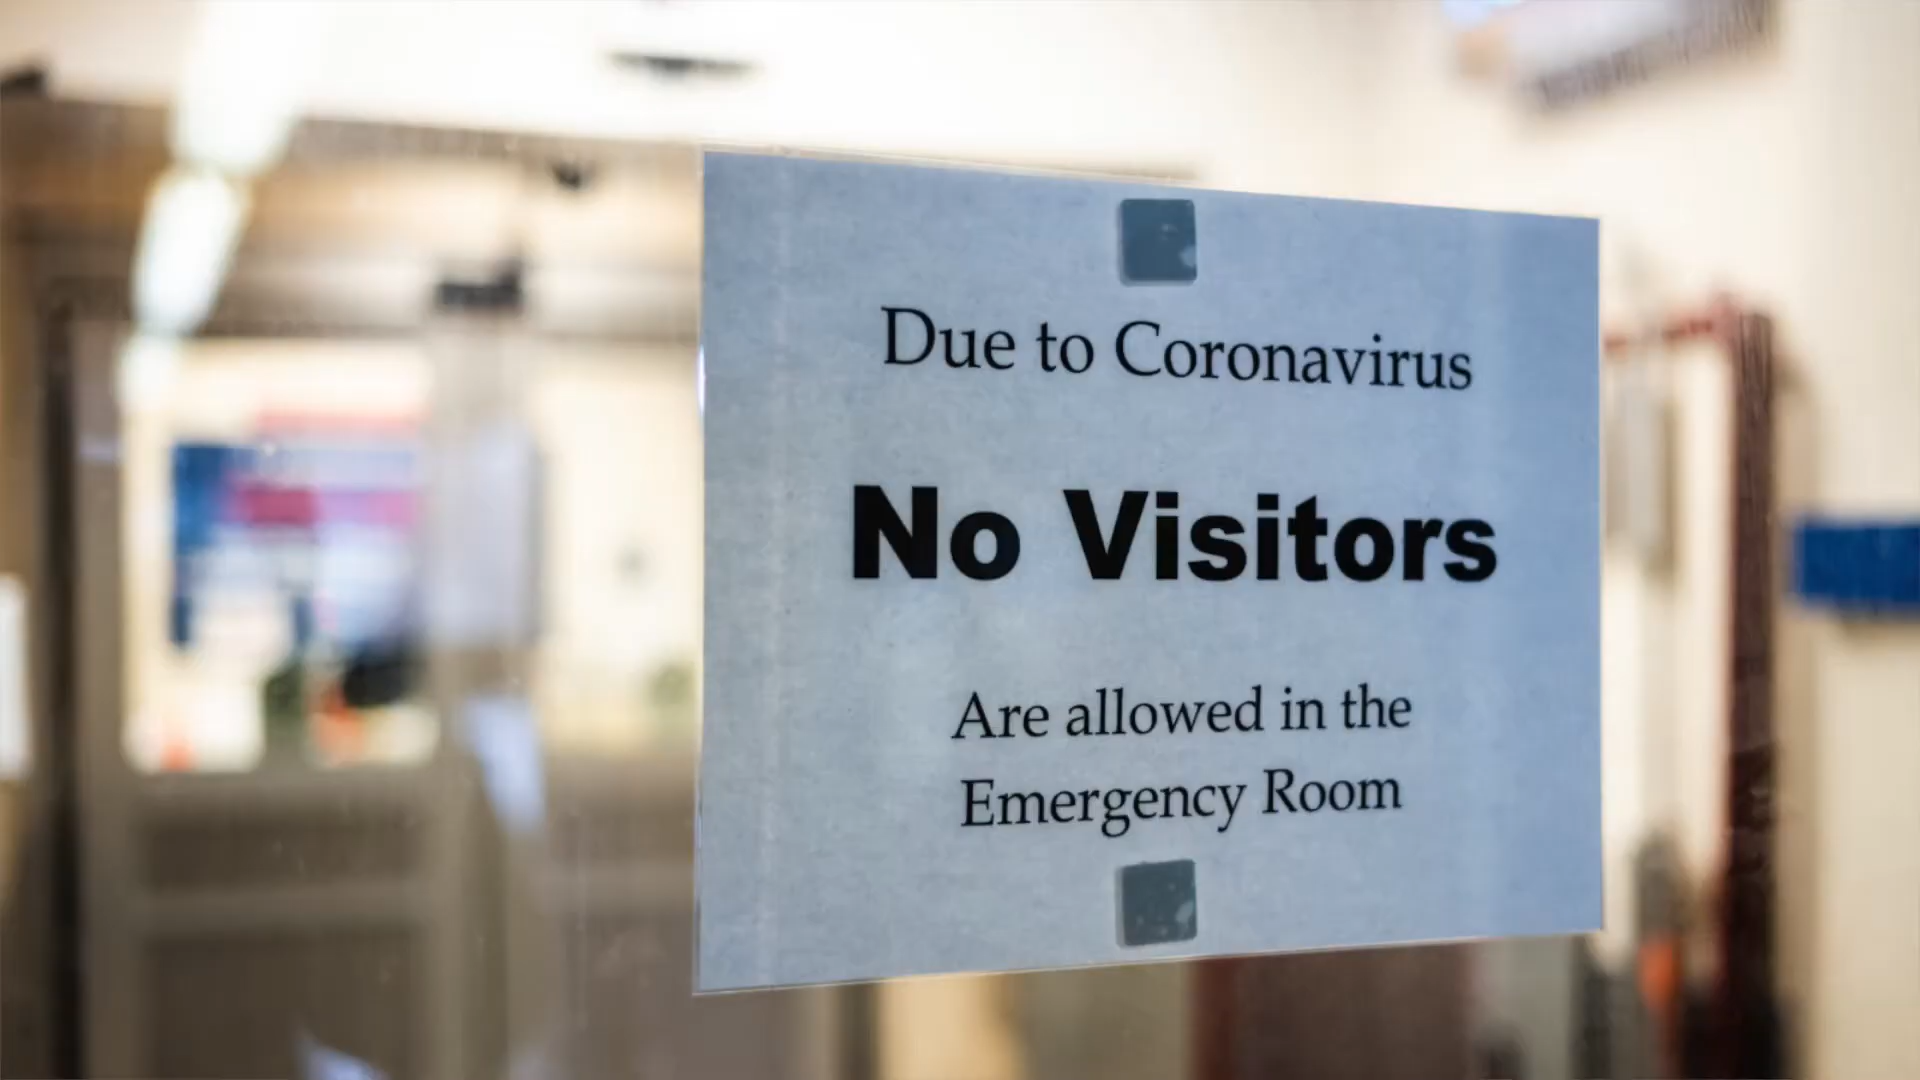 Due to Coronavirus
No Visitors
Are allowed in the
Emergency Room